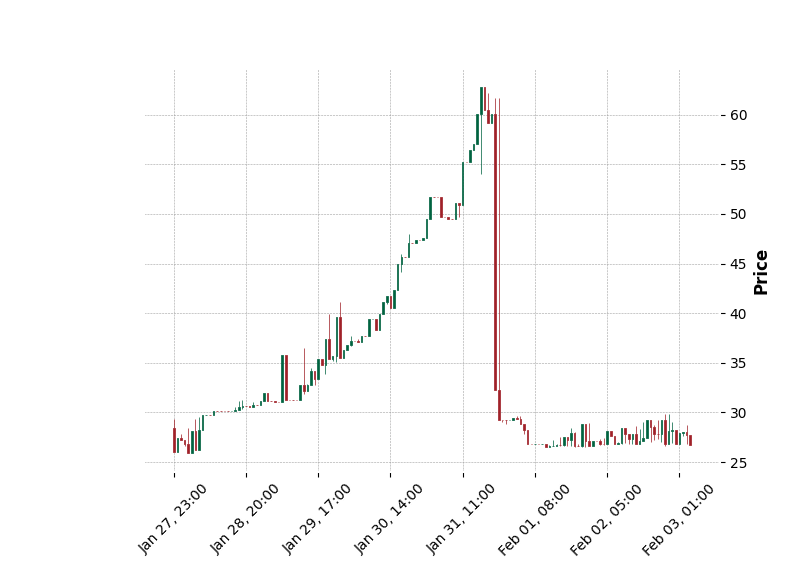 60
55
50
45
40
35
30
25
Price
Jan 27, 23:00
Jan 28, 20:00
Jan 29, 17:00
Jan 30, 14:00
Jan 31, 11:00
Feb 01, 08:00
Feb 02, 05:00
Feb 03, 01:00